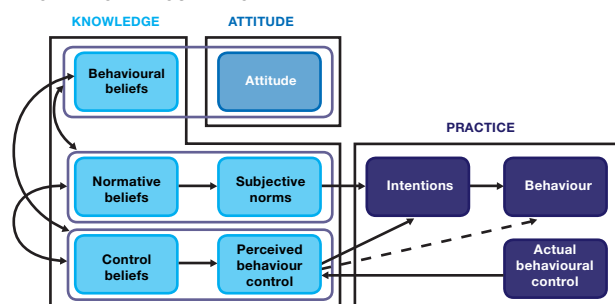 KNOWLEDGE
ATTITUDE
Behavioural
beliefs
Attitude
PRACTICE
Normative
beliefs
Subjective
norms
Intentions
Behaviour
Control
beliefs
Perceived
behaviour
control
Actual
behavioural
control